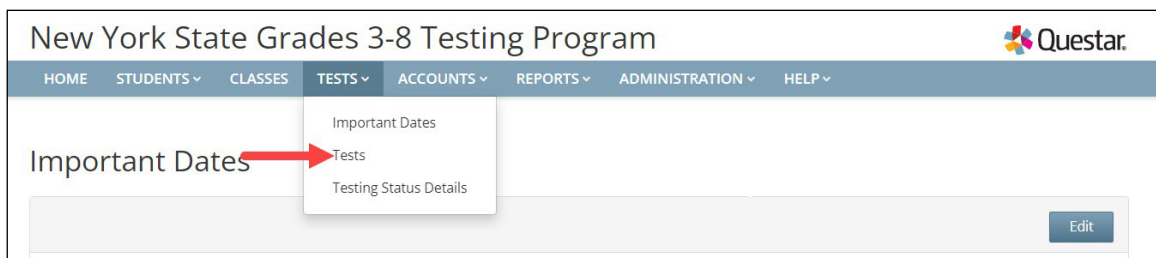 New York State Grades 3-8 Testing Program
Questar.
HOME STUDENTS CLASSES TESTS ACCOUNTS REPORTS ADMINISTRATION HELP
Important Dates
Tests
Testing Status Details
Important Dates
Edit